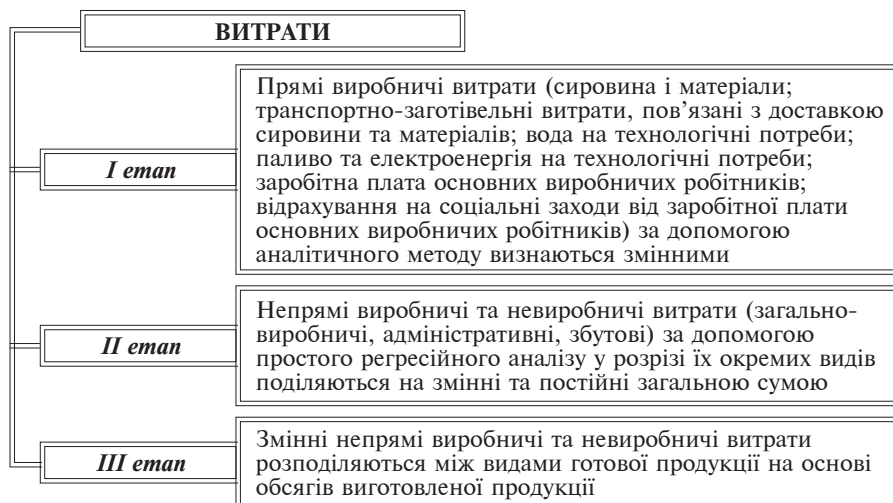 ВИТРАТИ
Прямі виробничі витрати (сировина і матеріали;
транспортно-заготівельні витрати, пов’язані з доставкою
сировини та матеріалів; вода на технологічні потреби;
паливо та електроенергія на технологічні потреби;
заробітна плата основних виробничих робітників;
відрахування на соціальні заходи від заробітної плати
основних виробничих робітників) за допомогою
аналітичного методу визнаються змінними
І етап
Непрямі виробничі та невиробничі витрати (загально-
виробничі, адміністративні, збутові) за допомогою
простого регресійного аналізу у розрізі їх окремих видів
поділяються на змінні та постійні загальною сумою
ІІ етап
Змінні непрямі виробничі та невиробничі витрати
розподіляються між видами готової продукції на основі
обсягів виготовленої продукції
ІІІ етап